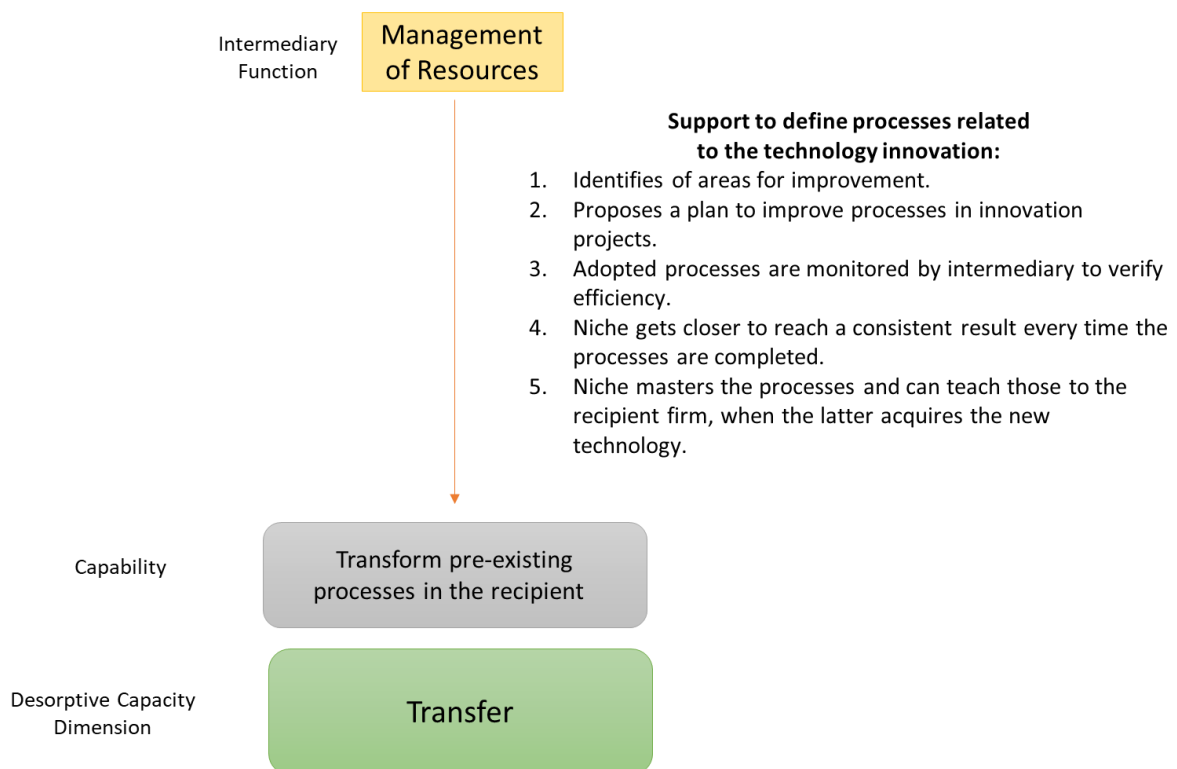 Intermediary
Function
Management
of Resources
Support to define processes related
to the technology innovation:
1. Identifies of areas for improvement.
2. Proposes a plan to improve processes in innovation
projects.
3. Adopted processes are monitored by intermediary to verify
efficiency.
4. Niche gets closer to reach a consistent result every time the
processes are completed.
5. Niche masters the processes and can teach those to the
recipient firm, when the latter acquires the new
technology.
Capability
Transform pre-existing
processes in the recipient
Desorptive Capacity
Dimension
Transfer